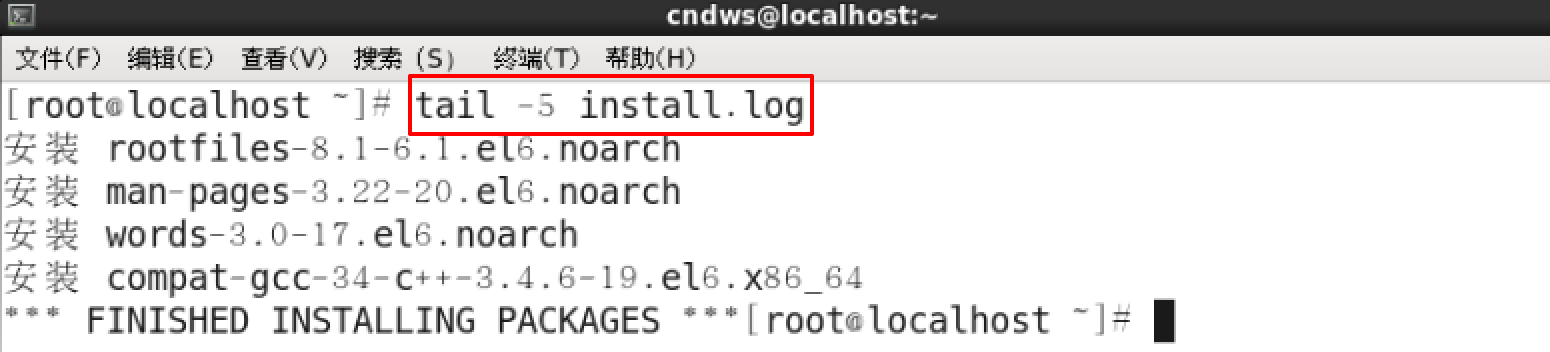 cndws@localhost:~
文件(F) 编辑(E) 查看(V) 搜索 (S) 终端(T) 帮助(H)
[root@localhost ~]# tail -5 install.log
安装 rootfiles-8.1-6.1.el6.noarch
安装 man-pages-3.22-20.el6.noarch
安装 words-3.0-17.el6.noarch
安装 compat-gcc-34-c++-3.4.6-19.el6.x86_64
*** FINISHED INSTALLING PACKAGES ***[root@localhost ~]#